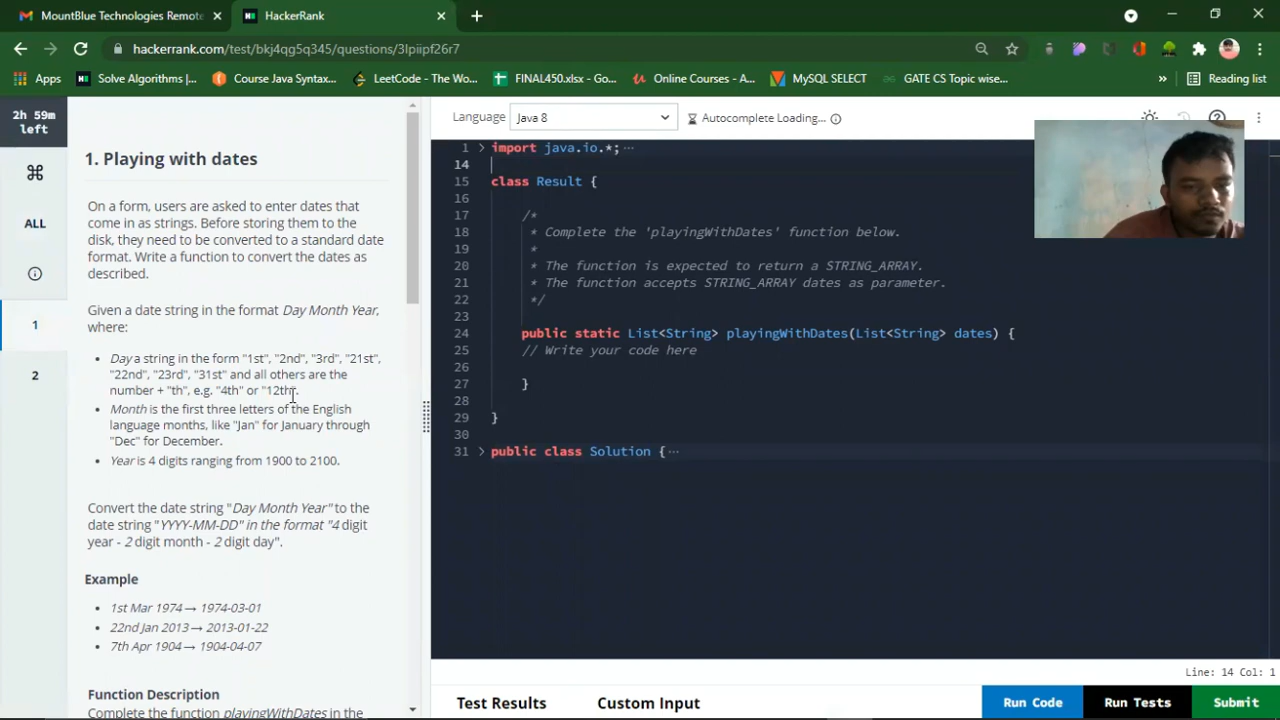 MountBlue Technologies Remote
HackerRank
hackerrank.com/test/bkj4qg5q345/questions/3lpiipf26r7
Apps
Solve Algorithms |...
Course Java Syntax...
LeetCode - The Wo...
FINAL450.xlsx - Go...
Online Courses - A...
MySQL SELECT
GATE CS Topic wise...
»
Reading list
2h 59m
left
ALL
1
2
1. Playing with dates
On a form, users are asked to enter dates that
come in as strings. Before storing them to the
disk, they need to be converted to a standard date
format. Write a function to convert the dates as
described.
Given a date string in the format Day Month Year,
where:
• Day a string in the form "1st", "2nd", "3rd", "21st",
"22nd", "23rd", "31st" and all others are the
number + "th", e.g. "4th" or "12th".
• Month is the first three letters of the English
language months, like "Jan" for January through
"Dec" for December.
• Year is 4 digits ranging from 1900 to 2100.
Convert the date string "Day Month Year" to the
date string "YYYY-MM-DD" in the format "4 digit
year - 2 digit month - 2 digit day".
Example
• 1st Mar 1974 → 1974-03-01
• 22nd Jan 2013 → 2013-01-22
• 7th Apr 1904 → 1904-04-07
Function Description
Complete the function playingWithDates in the
Language Java 8 Autocomplete Loading...
1 import java.io.*;
14
15 class Result {
16
17 /*
18 * Complete the 'playingWithDates' function below.
19 *
20 * The function is expected to return a STRING_ARRAY.
21 * The function accepts STRING_ARRAY dates as parameter.
22 */
23
24 public static List<String> playingWithDates(List<String> dates) {
25 // Write your code here
26
27 }
28
29 }
30
31 public class Solution {
Line: 14 Col: 1
Test Results
Custom Input
Run Code
Run Tests
Submit